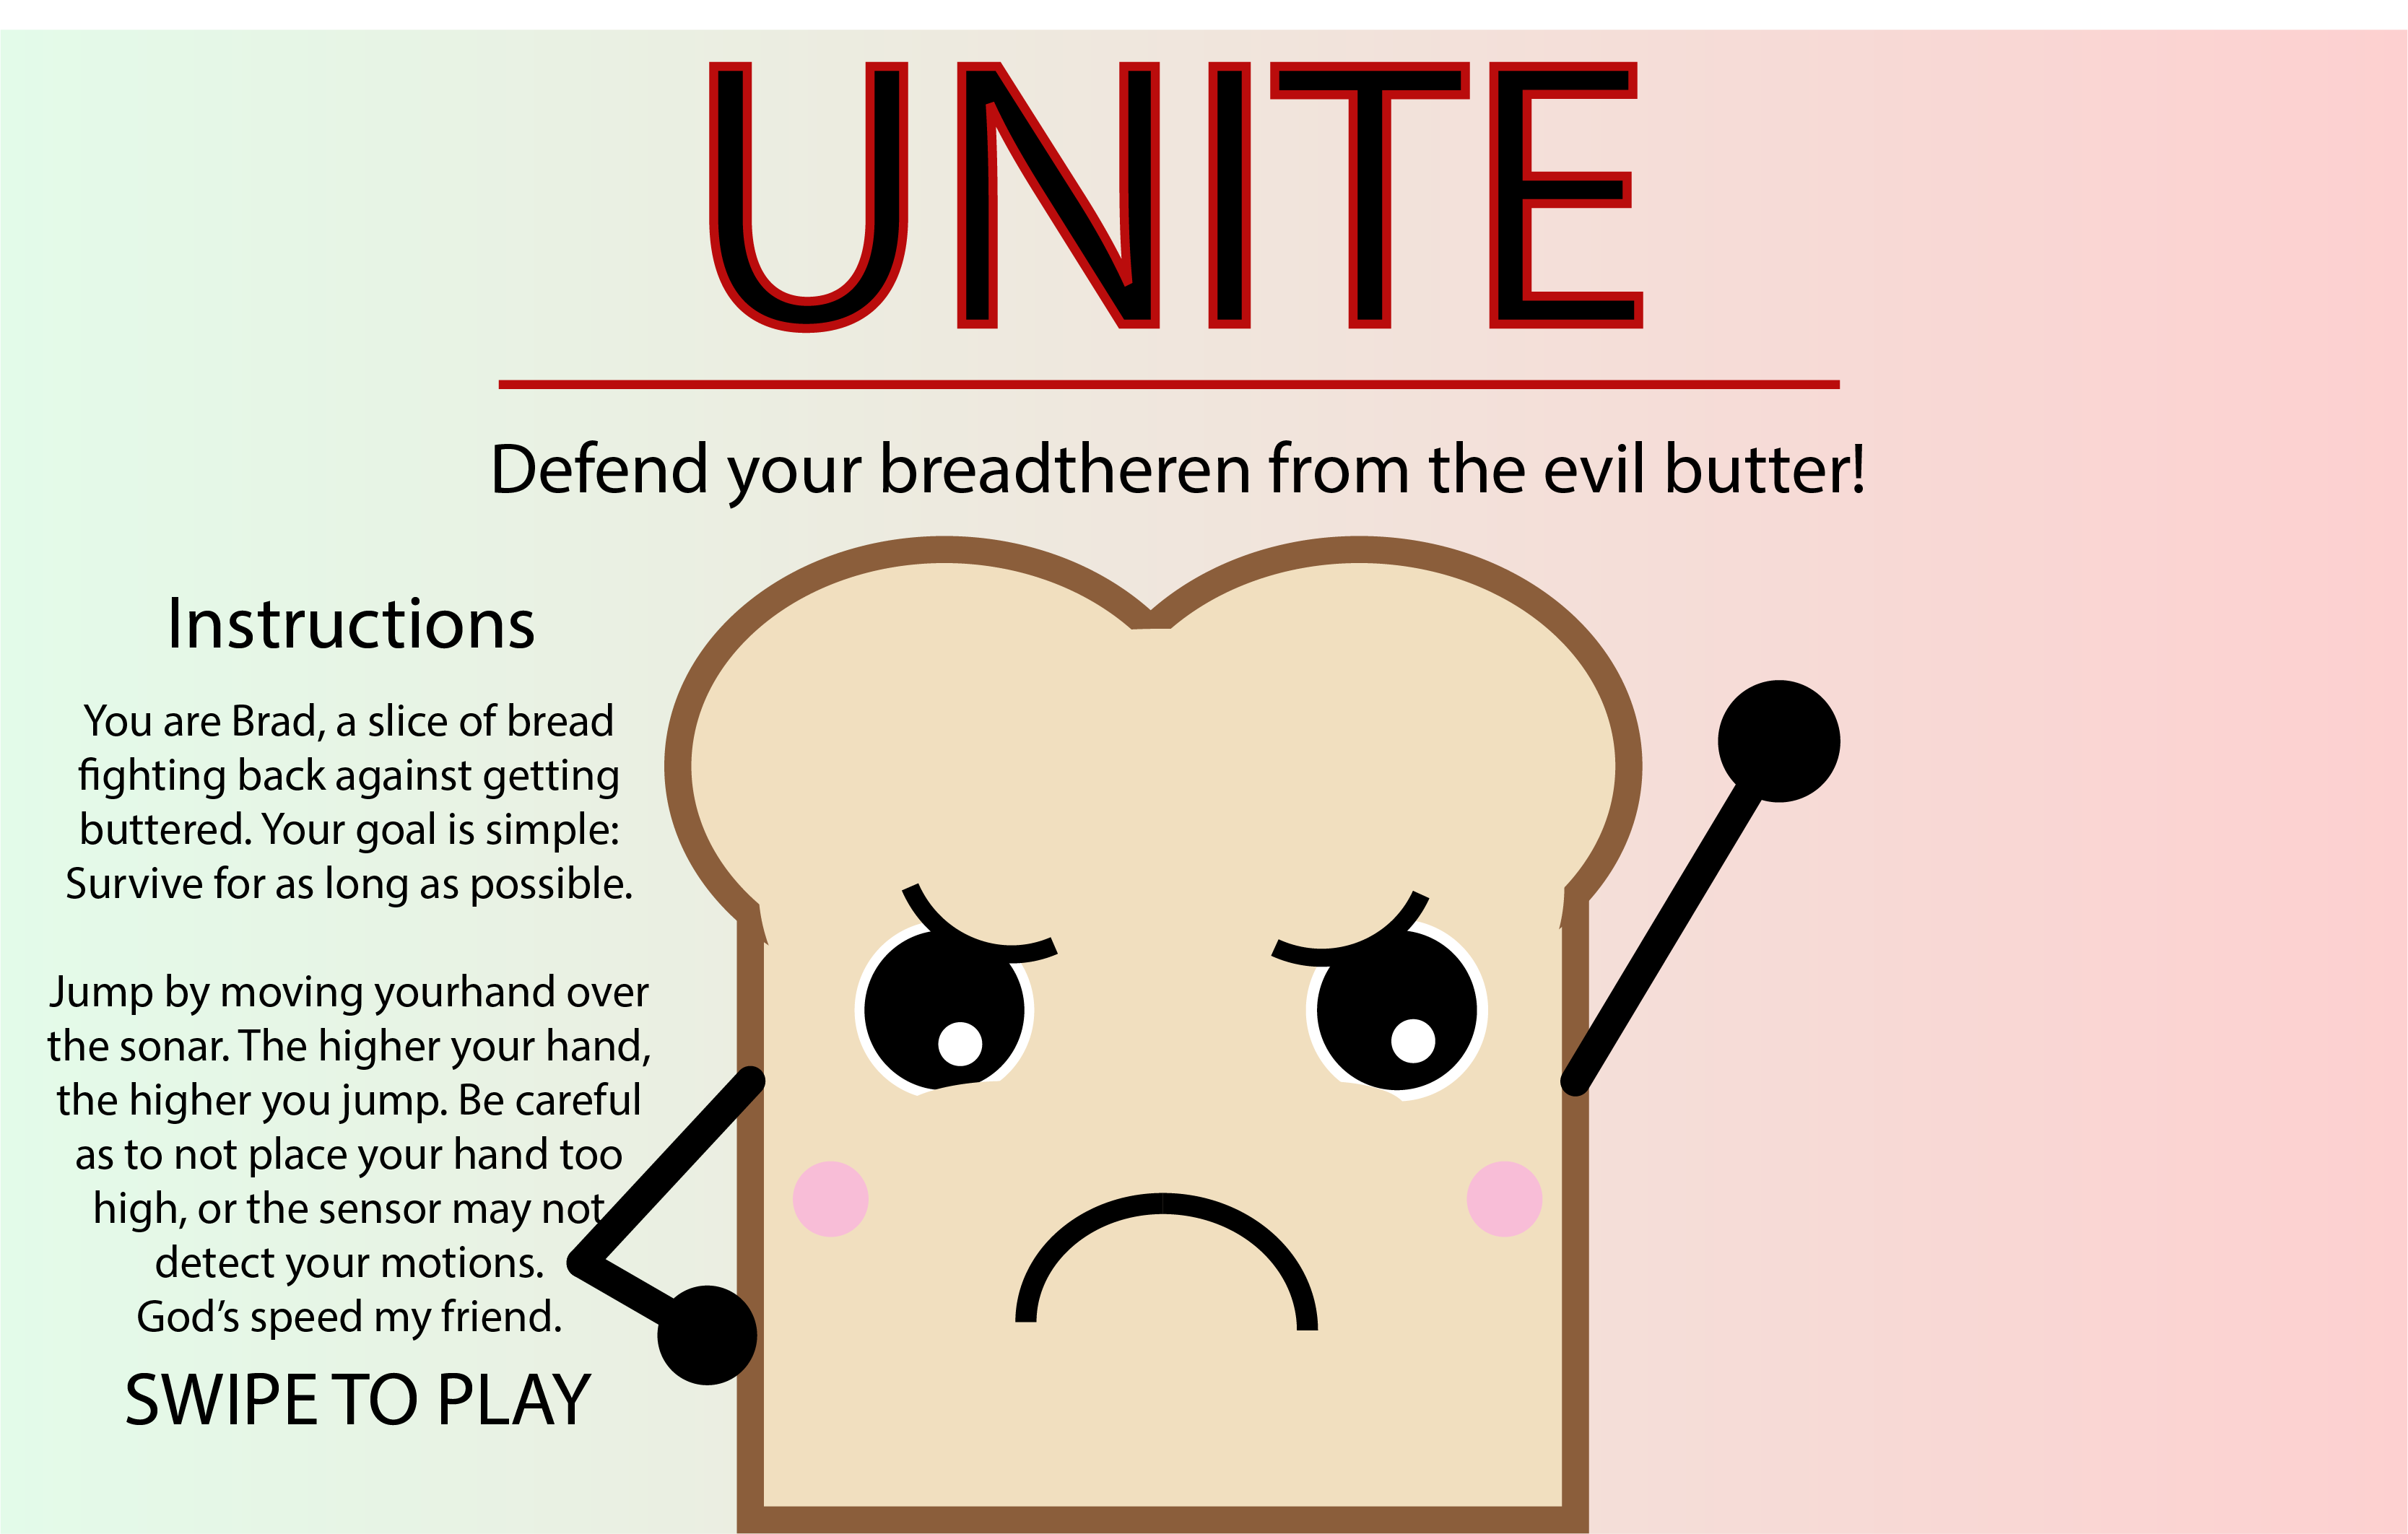 UNITE
Defend your breadtheren from the evil butter!
Instructions
You are Brad, a slice of bread
fighting back against getting
buttered. Your goal is simple:
Survive for as long as possible.
Jump by moving yourhand over
the sonar. The higher your hand,
the higher you jump. Be careful
as to not place your hand too
high, or the sensor may not
detect your motions.
God’s speed my friend.
SWIPE TO PLAY